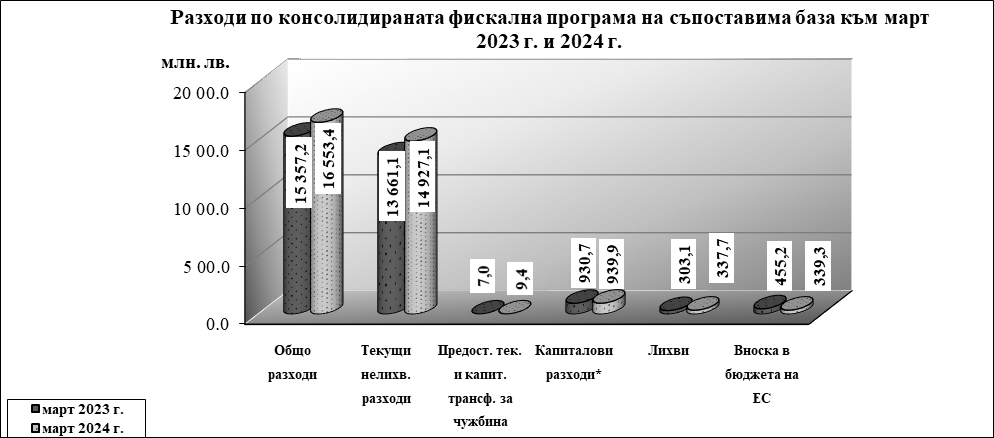 Разходи по консолидираната фискална програма на съпоставима база към март
2023 г. и 2024 г.
млн. лв.
20 00.0
15 00.0
10 00.0
5 00.0
0.0
15 357,2
16 553,4
13 661,1
14 927,1
7,0
9,4
930,7
939,9
303,1
337,7
455,2
339,3
Общо
разходи
Текущи
нелихв.
разходи
Предост. тек.
и капит.
трансф. за
чужбина
Капиталови
разходи*
Лихви
Вноска в
бюджета на
ЕС
март 2023 г.
март 2024 г.